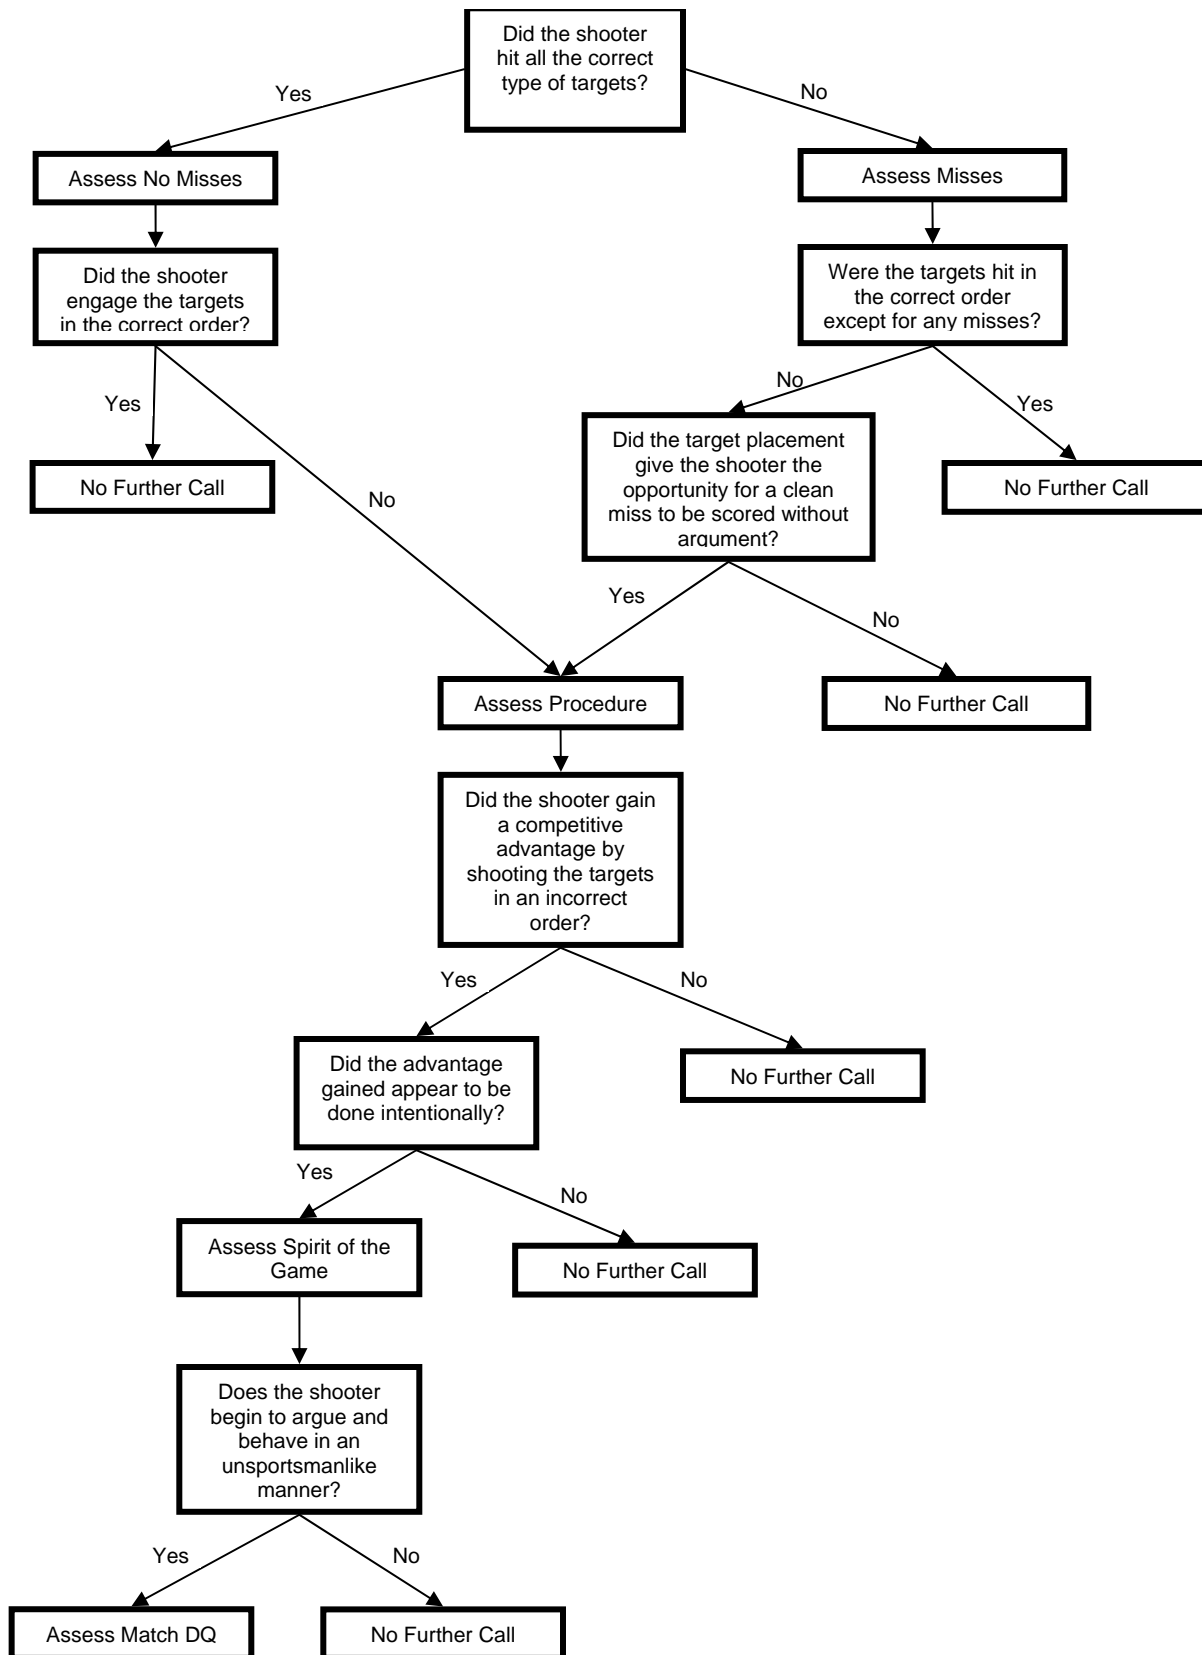 Did the shooter
hit all the correct
type of targets?
Yes
No
Assess No Misses
Assess Misses
Did the shooter
engage the targets
in the correct order?
Were the targets hit in
the correct order
except for any misses?
No
Yes
Yes
Did the target placement
give the shooter the
opportunity for a clean
miss to be scored without
argument?
No Further Call
No Further Call
No
Yes
No
Assess Procedure
No Further Call
Did the shooter gain
a competitive
advantage by
shooting the targets
in an incorrect
order?
Yes
No
Did the advantage
gained appear to be
done intentionally?
No Further Call
Yes
No
Assess Spirit of the
Game
No Further Call
Does the shooter
begin to argue and
behave in an
unsportsmanlike
manner?
Yes
No
Assess Match DQ
No Further Call